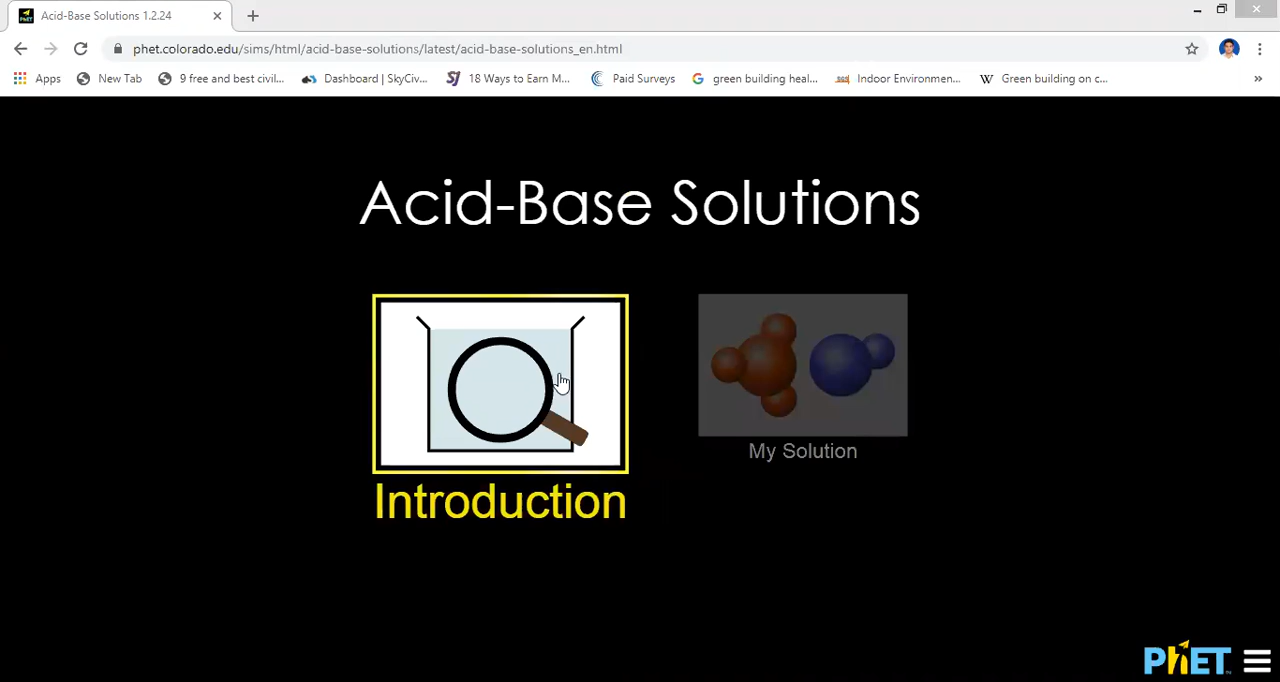 Acid-Base Solutions 1.2.24
phet.colorado.edu/sims/html/acid-base-solutions/latest/acid-base-solutions_en.html
Apps New Tab 9 free and best civil... Dashboard | SkyCiv... 18 Ways to Earn M... Paid Surveys green building heal... Indoor Environmen... Green building on c...
Acid-Base Solutions
Introduction
My Solution
PhET